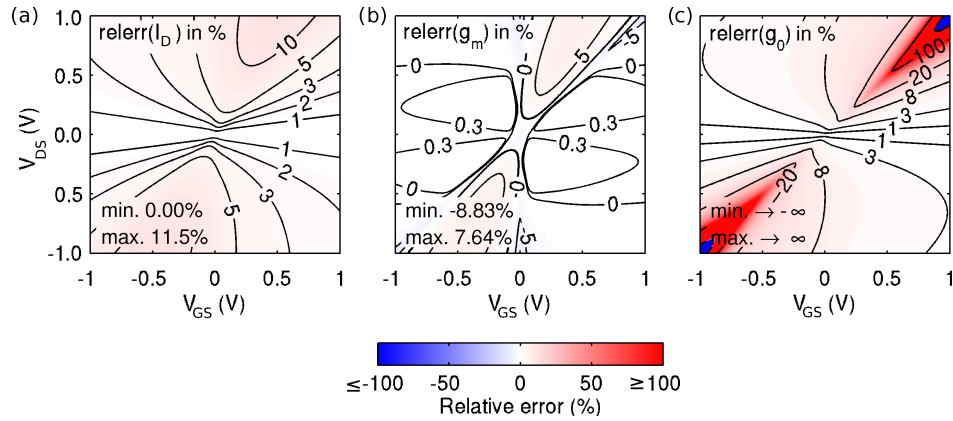 (a)
relerr(I_D) in %
10
5
3
2
1
1
2
3
5
min. 0.00%
max. 11.5%
1.0
0.5
0.0
0.5
1.0
V_DS (V)
-1 -0.5 0 0.5 1
V_GS (V)
(b)
relerr(g_m) in %
-5
5
0
0
0
0.3
0.3
0.3
0.3
0
0
0
min. -8.83%
max. 7.64%
-5
-1 -0.5 0 0.5 1
V_GS (V)
(c)
relerr(g_0) in %
100
20
8
3
1
1
3
8
20
min. → - ∞
max. → ∞
-1 -0.5 0 0.5 1
V_GS (V)
≤-100 -50 0 50 ≥100
Relative error (%)